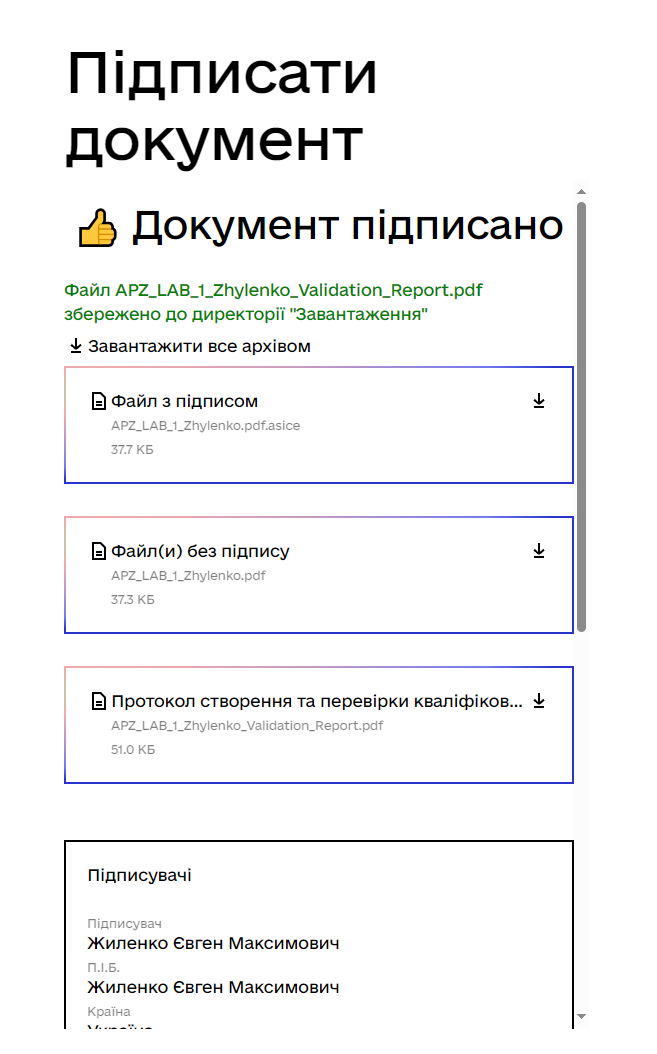 Підписати
документ
Документ підписано
Файл APZ_LAB_1_Zhylenko_Validation_Report.pdf
збережено до директорії "Завантаження"
Завантажити все архівом
Файл з підписом
APZ_LAB_1_Zhylenko.pdf.asice
37.7 КБ
Файл(и) без підпису
APZ_LAB_1_Zhylenko.pdf
37.3 КБ
Протокол створення та перевірки кваліфіков...
APZ_LAB_1_Zhylenko_Validation_Report.pdf
51.0 КБ
Підписувачі
Підписувач
Жиленко Євген Максимович
П.І.Б.
Жиленко Євген Максимович
Країна
Україна